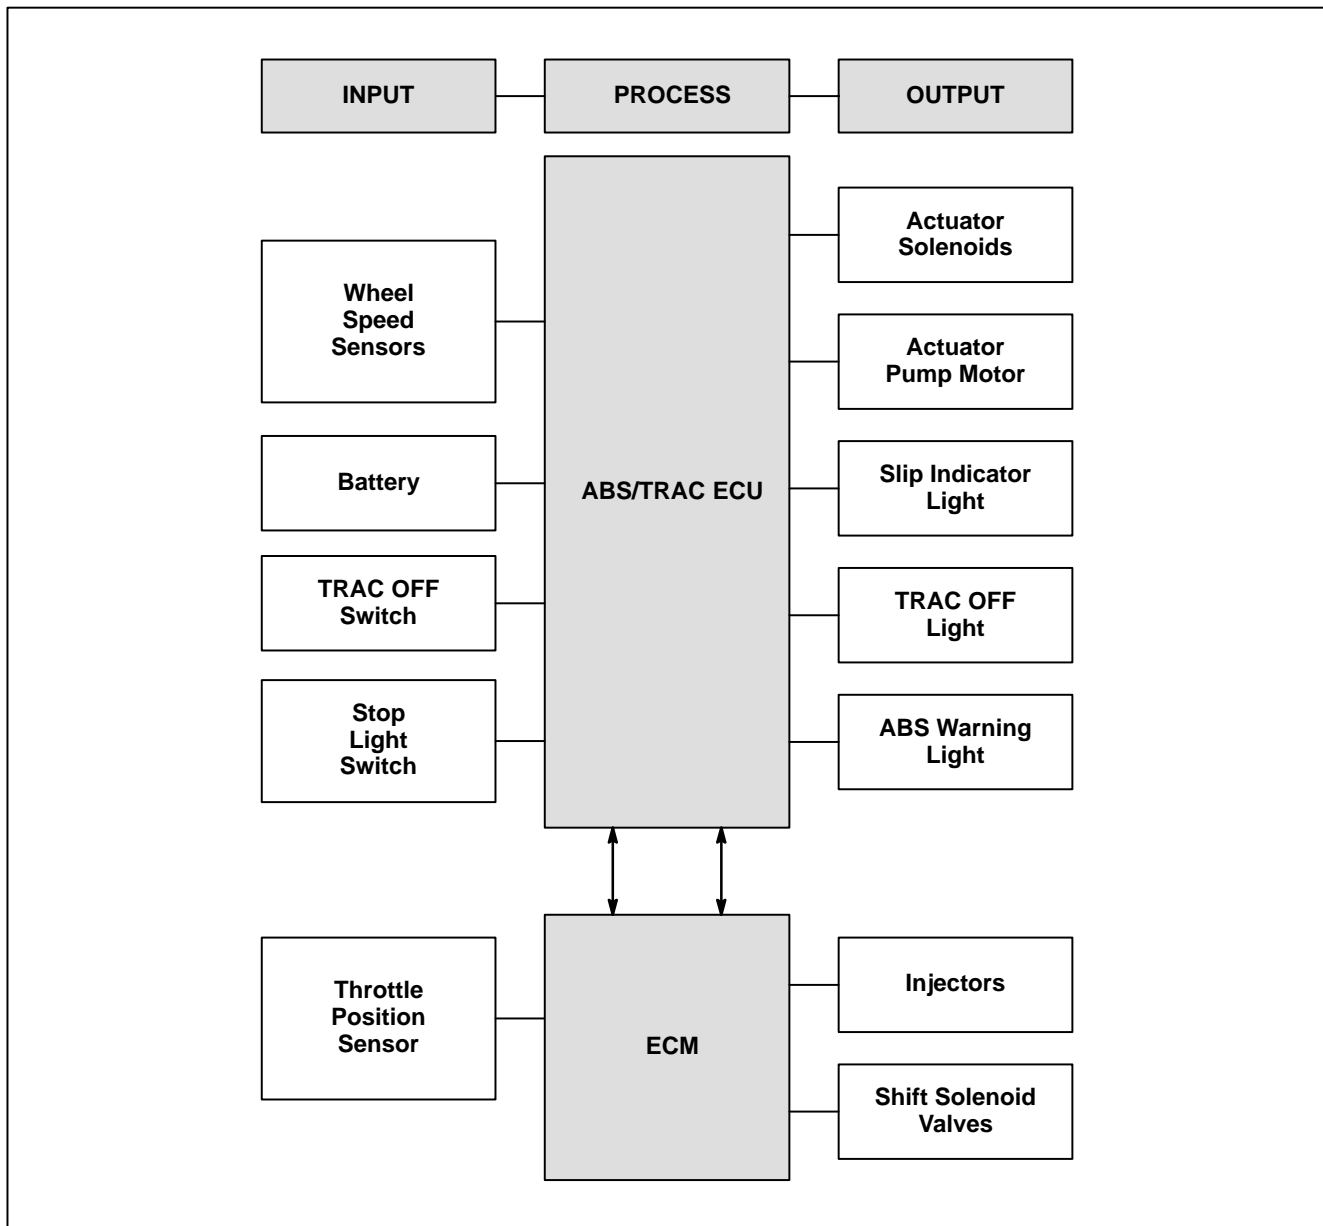 INPUT
PROCESS
OUTPUT
Wheel
Speed
Sensors
Battery
TRAC OFF
Switch
Stop
Light
Switch
ABS/TRAC ECU
Actuator
Solenoids
Actuator
Pump Motor
Slip Indicator
Light
TRAC OFF
Light
ABS Warning
Light
Throttle
Position
Sensor
ECM
Injectors
Shift Solenoid
Valves